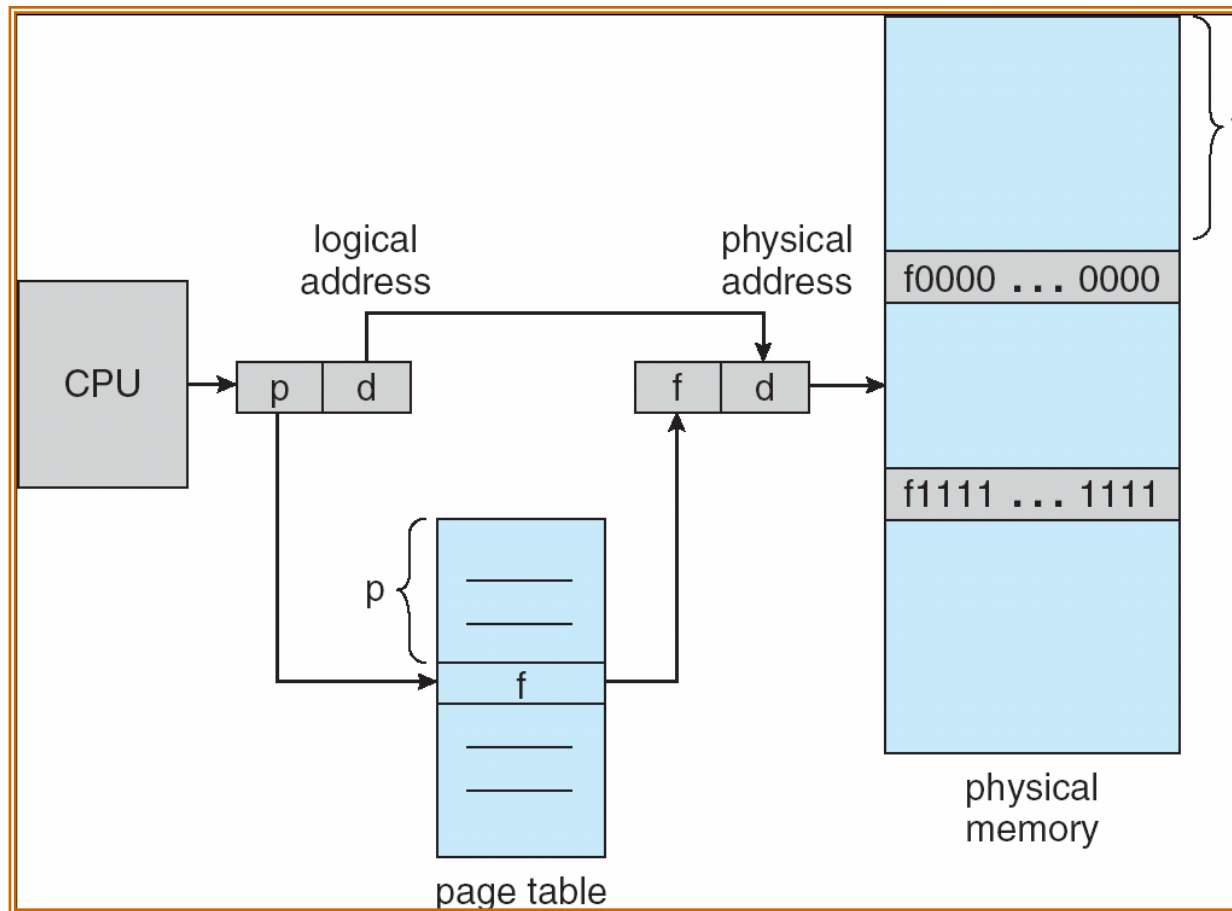 logical
address
physical
address
f0000 ... 0000
CPU
p
d
f
d
f1111 ... 1111
p
f
physical
memory
page table